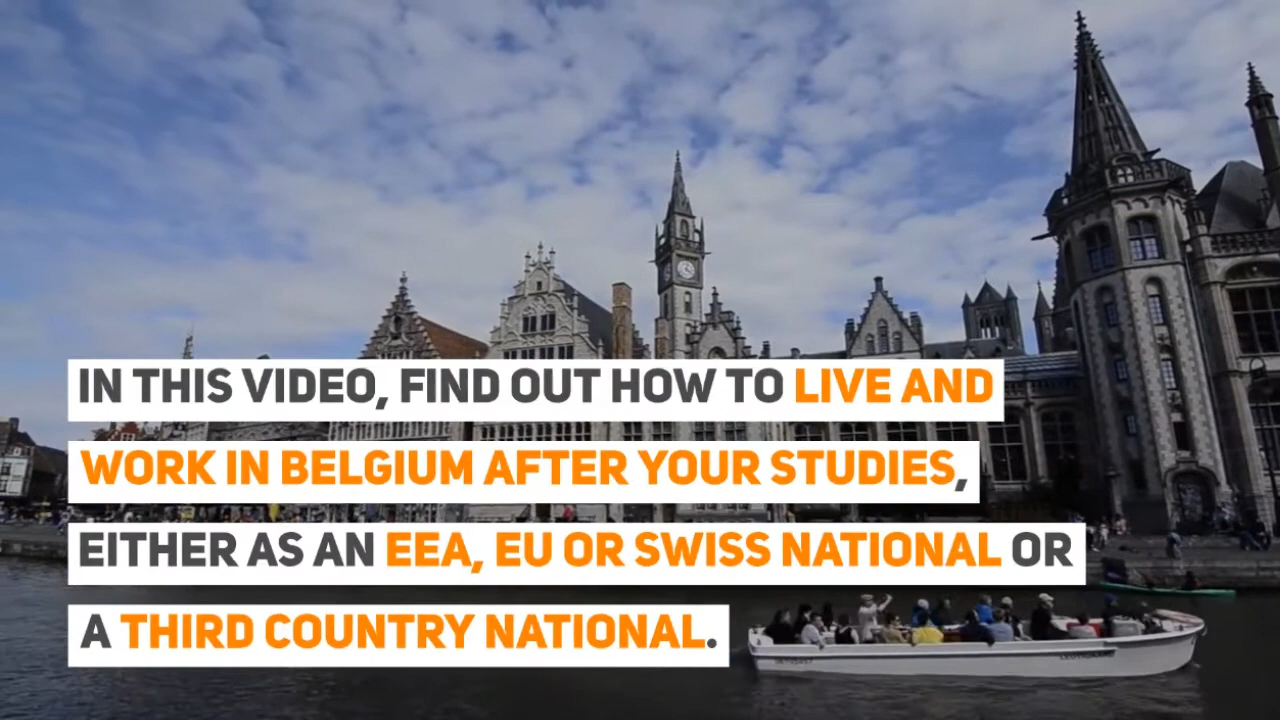 IN THIS VIDEO, FIND OUT HOW TO LIVE AND
WORK IN BELGIUM AFTER YOUR STUDIES,
EITHER AS AN EEA, EU OR SWISS NATIONAL OR
A THIRD COUNTRY NATIONAL.